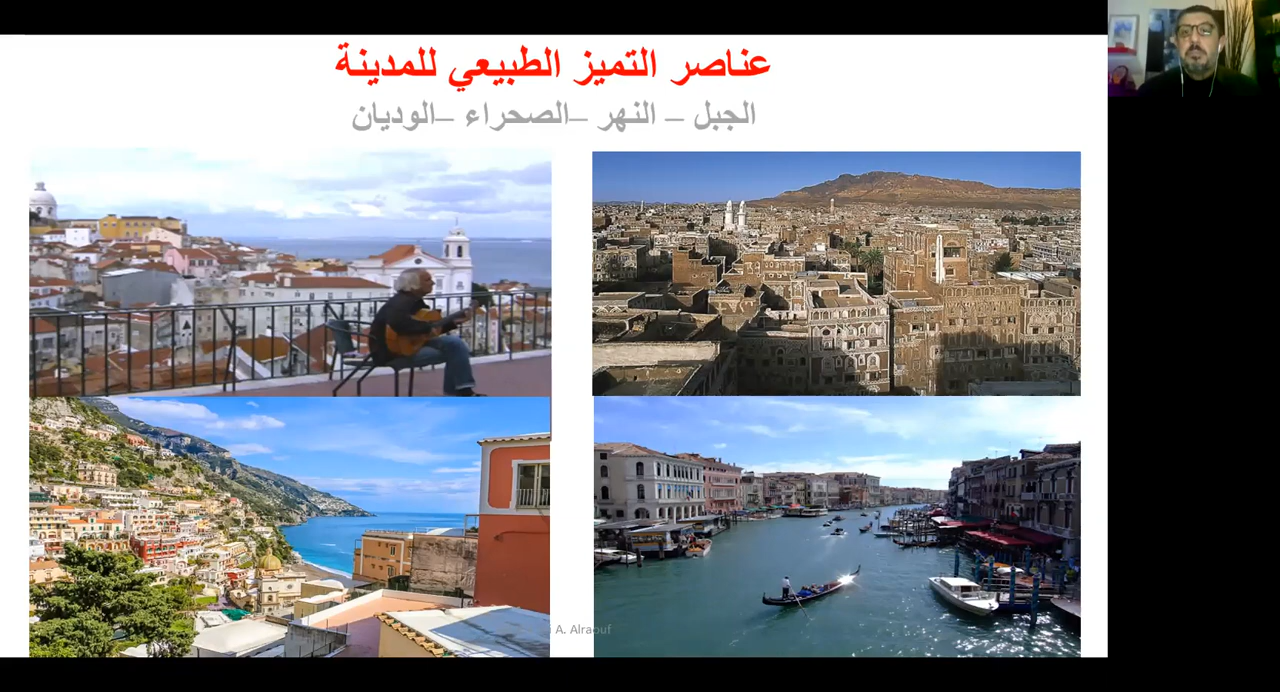 عناصر التميز الطبيعي للمدينة
الجبل – النهر –الصحراء –الوديان
A. Alraouf